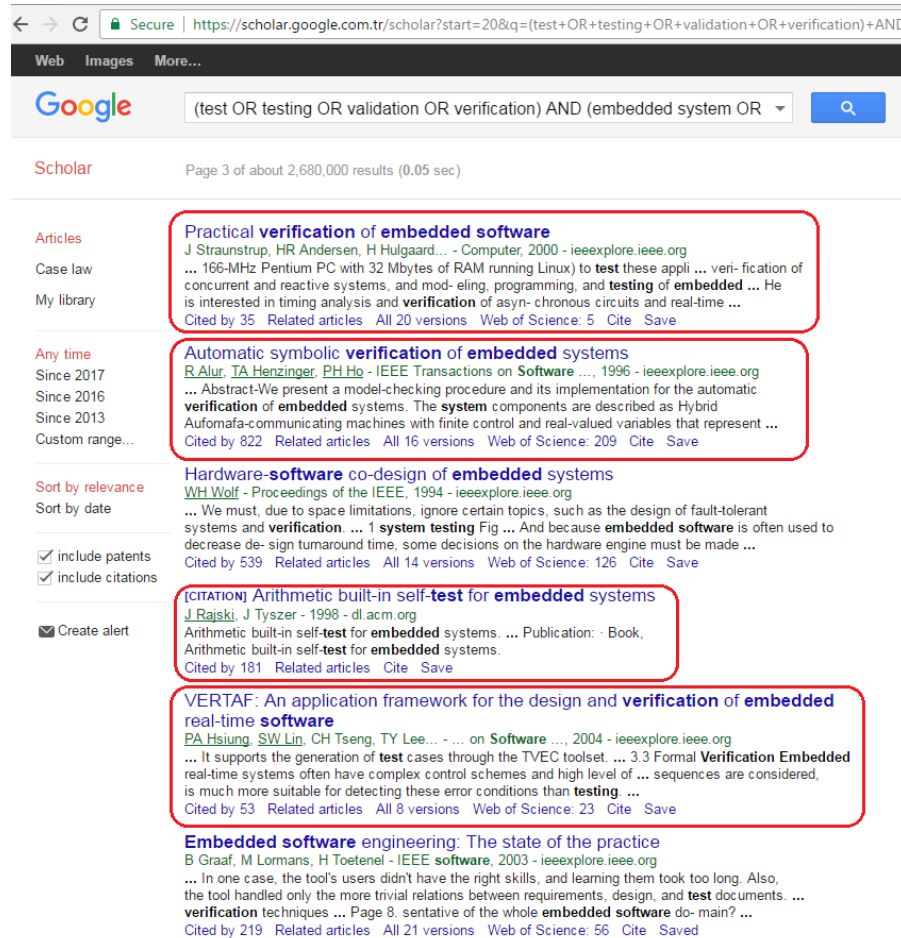 Secure | https://scholar.google.com.tr/scholar?start=20&q=(test+OR+testing+OR+validation+OR+verification)+AND
Web Images More...
Google (test OR testing OR validation OR verification) AND (embedded system OR
Scholar Page 3 of about 2,680,000 results (0.05 sec)
Articles
Case law
My library
Any time
Since 2017
Since 2016
Since 2013
Custom range...
Sort by relevance
Sort by date
include patents
include citations
Create alert
Practical verification of embedded software
J Straunstrup, HR Andersen, H Hulgaard... - Computer, 2000 - ieeexplore.ieee.org
... 166-MHz Pentium PC with 32 Mbytes of RAM running Linux) to test these appli ... veri- fication of
concurrent and reactive systems, and mod- eling, programming, and testing of embedded ... He
is interested in timing analysis and verification of asyn- chronous circuits and real-time ...
Cited by 35 Related articles All 20 versions Web of Science: 5 Cite Save
Automatic symbolic verification of embedded systems
R Alur, TA Henzinger, PH Ho - IEEE Transactions on Software ..., 1996 - ieeexplore.ieee.org
... Abstract-We present a model-checking procedure and its implementation for the automatic
verification of embedded systems. The system components are described as Hybrid
Aufomafa-communicating machines with finite control and real-valued variables that represent ...
Cited by 822 Related articles All 16 versions Web of Science: 209 Cite Save
Hardware-software co-design of embedded systems
WH Wolf - Proceedings of the IEEE, 1994 - ieeexplore.ieee.org
... We must, due to space limitations, ignore certain topics, such as the design of fault-tolerant
systems and verification. ... 1 system testing Fig ... And because embedded software is often used to
decrease de- sign turnaround time, some decisions on the hardware engine must be made ...
Cited by 539 Related articles All 14 versions Web of Science: 126 Cite Save
[CITATION] Arithmetic built-in self-test for embedded systems
J Rajski, J Tyszer - 1998 - dl.acm.org
Arithmetic built-in self-test for embedded systems. ... Publication: · Book,
Arithmetic built-in self-test for embedded systems.
Cited by 181 Related articles Cite Save
VERTAF: An application framework for the design and verification of embedded
real-time software
PA Hsiung, SW Lin, CH Tseng, TY Lee... - ... on Software ..., 2004 - ieeexplore.ieee.org
... It supports the generation of test cases through the TVEC toolset. ... 3.3 Formal Verification Embedded
real-time systems often have complex control schemes and high level of ... sequences are considered,
is much more suitable for detecting these error conditions than testing. ...
Cited by 53 Related articles All 8 versions Web of Science: 23 Cite Save
Embedded software engineering: The state of the practice
B Graaf, M Lormans, H Toetenel - IEEE software, 2003 - ieeexplore.ieee.org
... In one case, the tool's users didn't have the right skills, and learning them took too long. Also,
the tool handled only the more trivial relations between requirements, design, and test documents. ...
verification techniques ... Page 8. sentative of the whole embedded software do- main? ...
Cited by 219 Related articles All 21 versions Web of Science: 56 Cite Saved